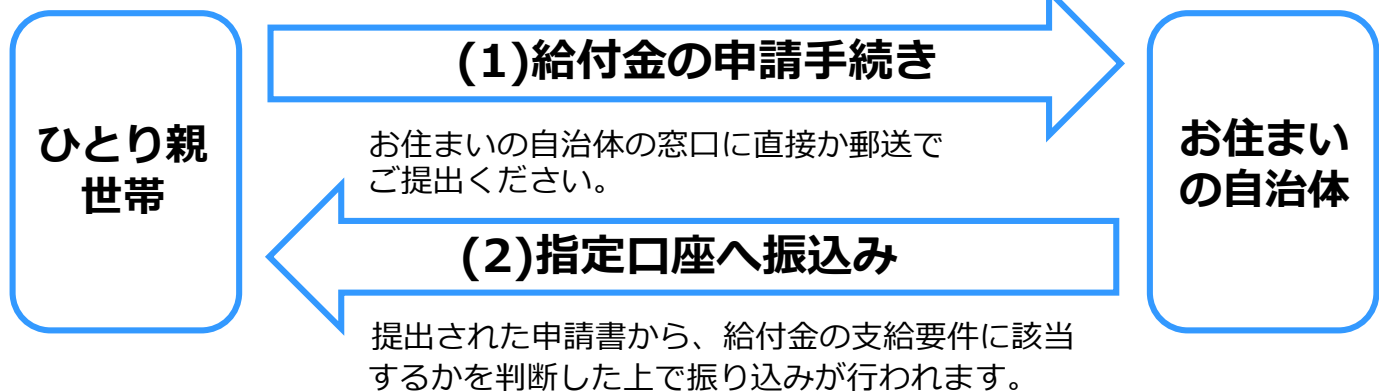 ひとり親
世帯
(1)給付金の申請手続き
お住まいの自治体の窓口に直接か郵送で
ご提出ください。
(2)指定口座へ振込み
提出された申請書から、給付金の支給要件に該当
するかを判断した上で振り込みが行われます。
お住まい
の自治体